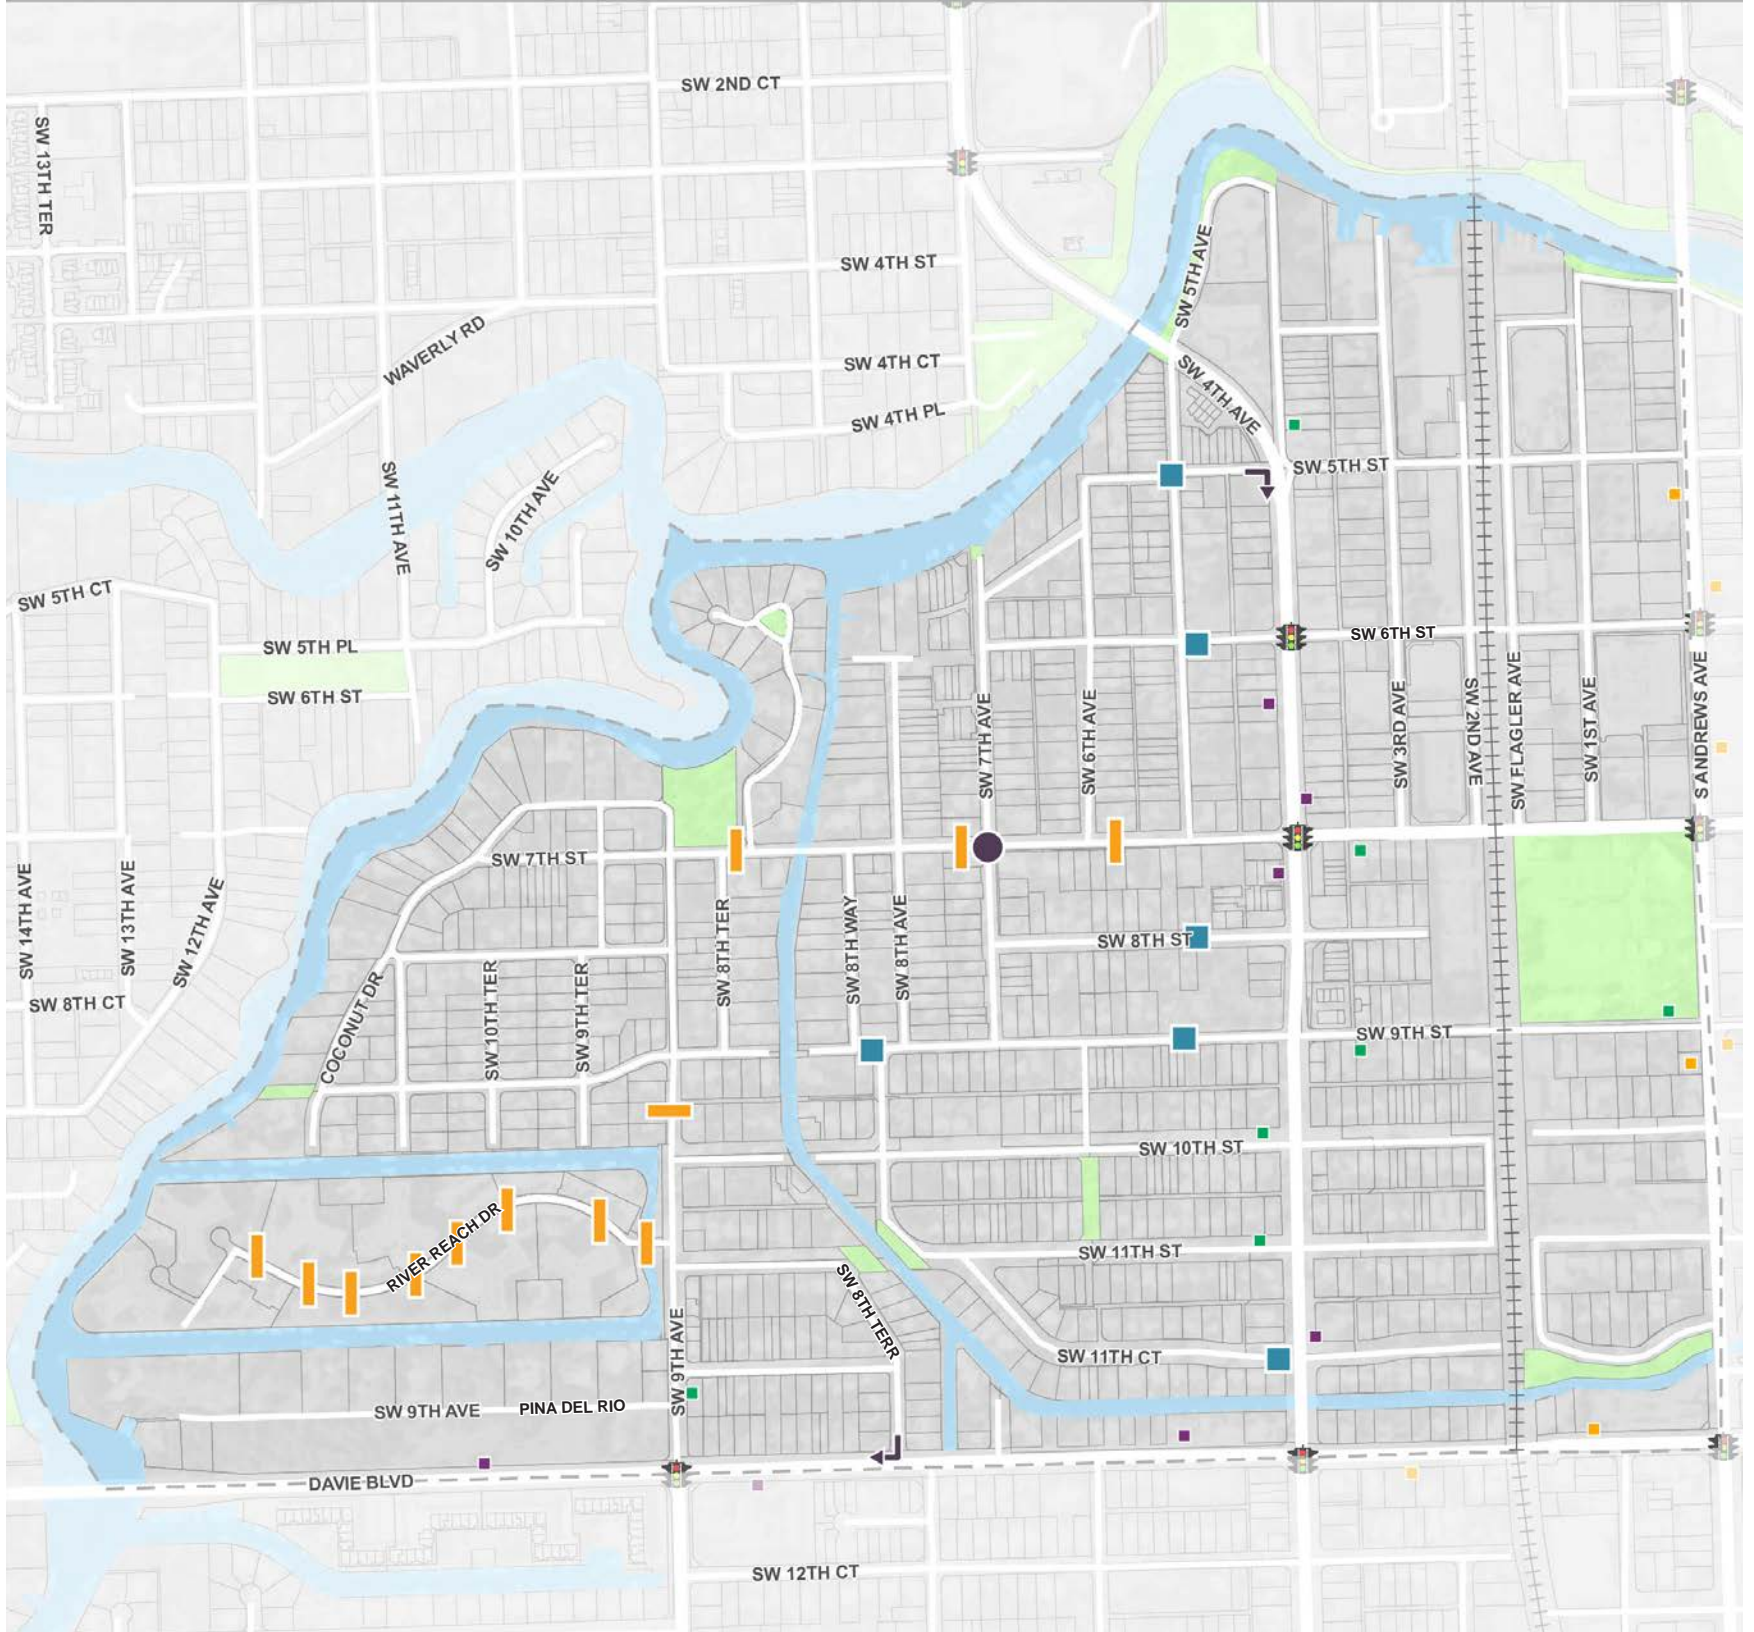 SW 2ND CT
SW 13TH TER
SW 4TH ST
SW 5TH AVE
WAVERLY RD
SW 4TH CT
SW 4TH AVE
SW 4TH PL
SW 5TH ST
SW 11TH AVE
SW 10TH AVE
SW 5TH CT
SW 5TH PL
SW 6TH ST
SW 6TH ST
SW 7TH AVE
SW 6TH AVE
SW 3RD AVE
SW 2ND AVE
SW FLAGLER AVE
SW 1ST AVE
S ANDREWS AVE
SW 7TH ST
SW 14TH AVE
SW 13TH AVE
SW 12TH AVE
SW 8TH TER
SW 8TH WAY
SW 8TH AVE
SW 8TH ST
SW 8TH CT
COCONUT DR
SW 10TH TER
SW 9TH TER
SW 9TH ST
SW 10TH ST
RIVER REACH DR
SW 11TH ST
SW 8TH TERR
SW 9TH AVE
SW 11TH CT
SW 9TH AVE
PINA DEL RIO
DAVIE BLVD
SW 12TH CT